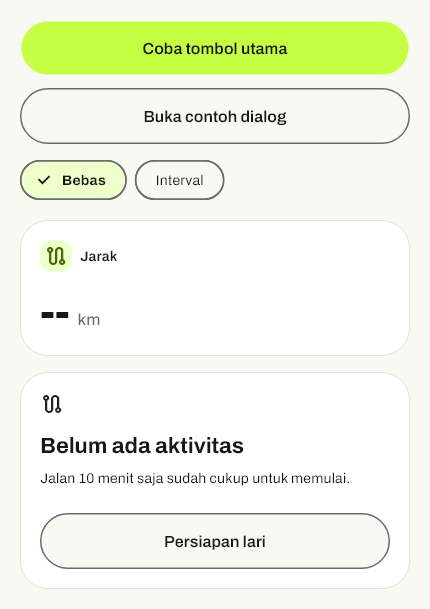 Coba tombol utama
Buka contoh dialog
Bebas
Interval
Jarak
-- km
Belum ada aktivitas
Jalan 10 menit saja sudah cukup untuk memulai.
Persiapan lari